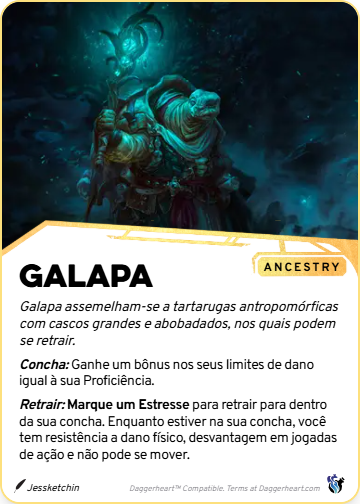 GALAPA
ANCESTRY
Galapa assemelham-se a tartarugas antropomórficas
com cascos grandes e abobadados, nos quais podem
se retrair.
Concha: Ganhe um bônus nos seus limites de dano
igual à sua Proficiência.
Retrair: Marque um Estresse para retrair para dentro
da sua concha. Enquanto estiver na sua concha, você
tem resistência a dano físico, desvantagem em jogadas
de ação e não pode se mover.
Jessketchin
Daggerheart™ Compatible. Terms at Daggerheart.com